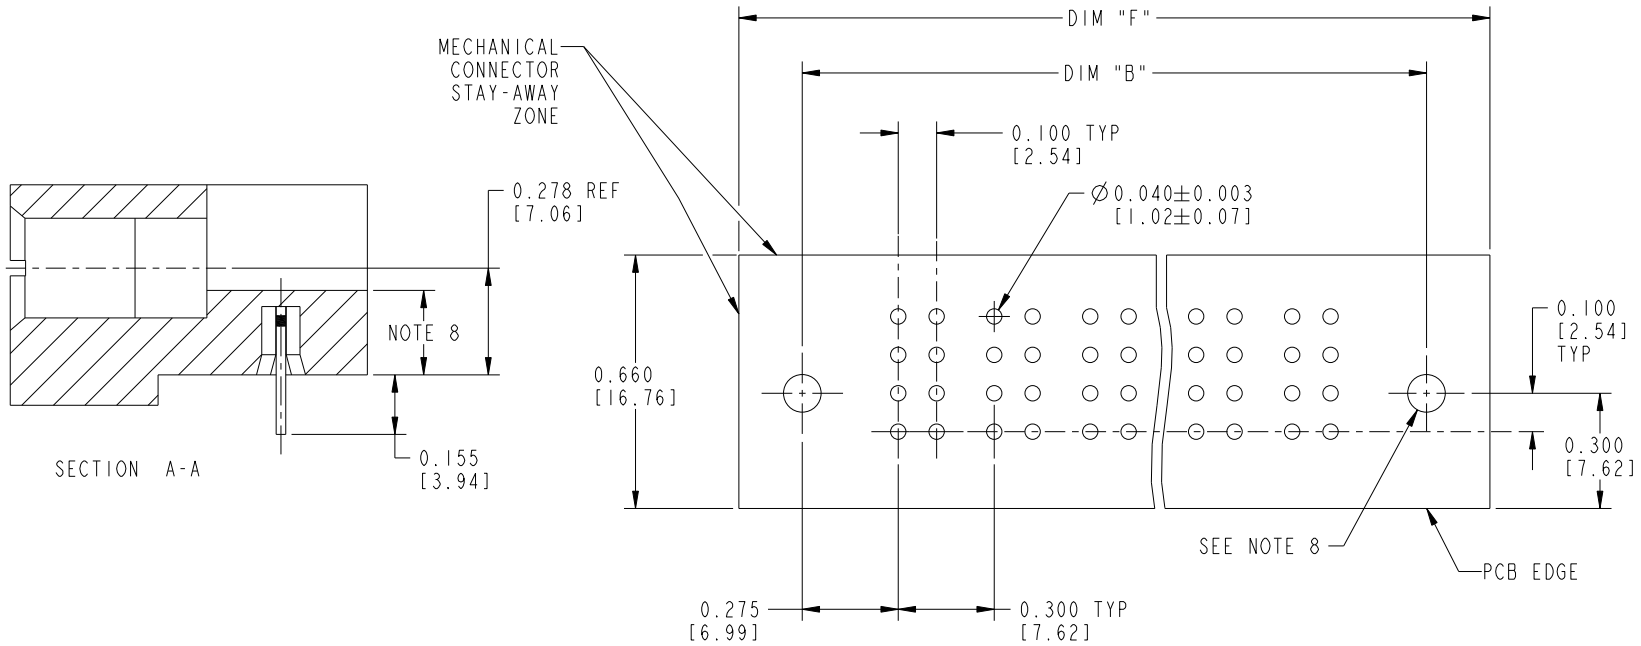 DIM "F"
MECHANICAL
CONNECTOR
STAY-AWAY
ZONE
DIM "B"
0.100 TYP
[2.54]
0.278 REF
[7.06]
Ø 0.040±0.003
[1.02±0.07]
NOTE 8
0.100
[2.54]
TYP
0.660
[16.76]
0.155
[3.94]
SECTION A-A
0.300
[7.62]
SEE NOTE 8
PCB EDGE
0.275
[6.99]
0.300 TYP
[7.62]